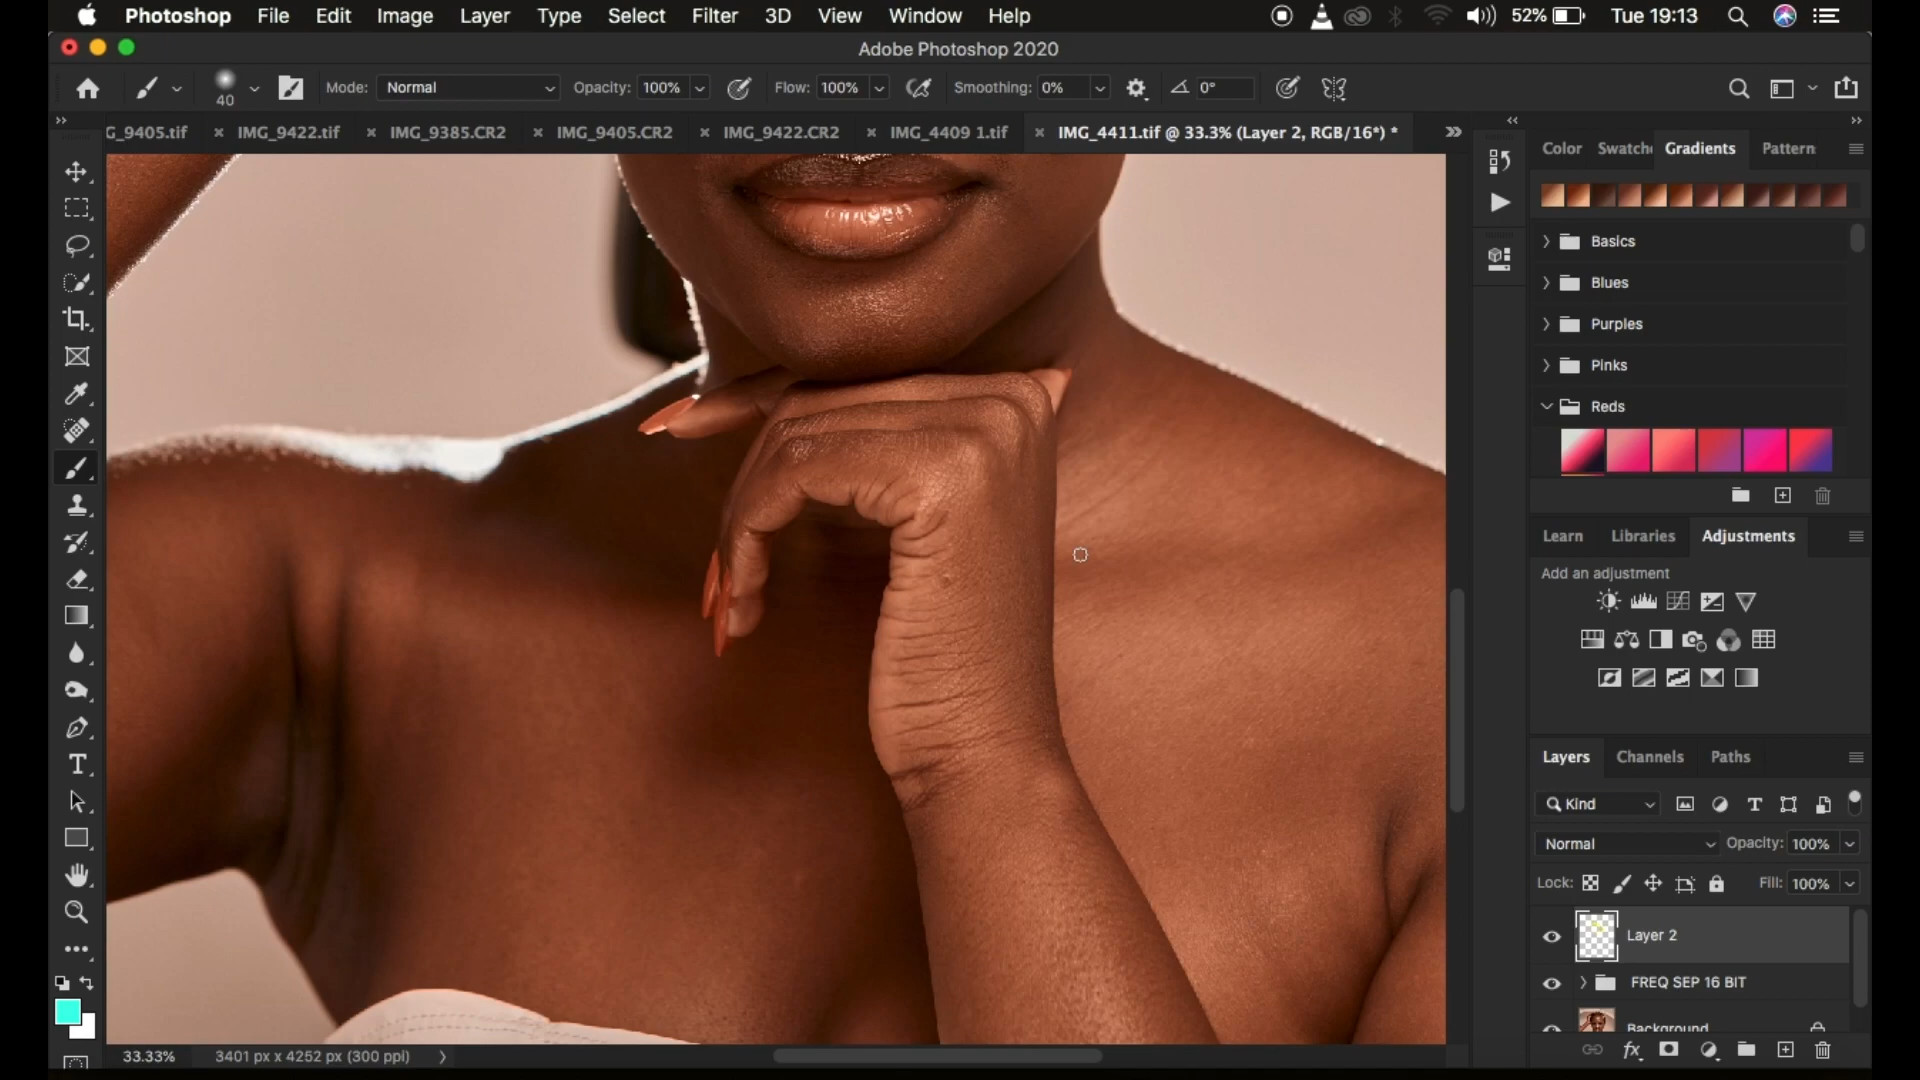 Photoshop File Edit Image Layer Type Select Filter 3D View Window Help 52% Tue 19:13
Adobe Photoshop 2020
40 Mode: Normal Opacity: 100% Flow: 100% Smoothing: 0% 0°
G_9405.tif IMG_9422.tif IMG_9385.CR2 IMG_9405.CR2 IMG_9422.CR2 IMG_4409 1.tif IMG_4411.tif @ 33.3% (Layer 2, RGB/16*) *
Color Swatch Gradients Pattern
Basics
Blues
Purples
Pinks
Reds
Learn Libraries Adjustments
Add an adjustment
Layers Channels Paths
Kind
Normal Opacity: 100%
Lock: Fill: 100%
Layer 2
FREQ SEP 16 BIT
Background
33.33% 3401 px x 4252 px (300 ppi)